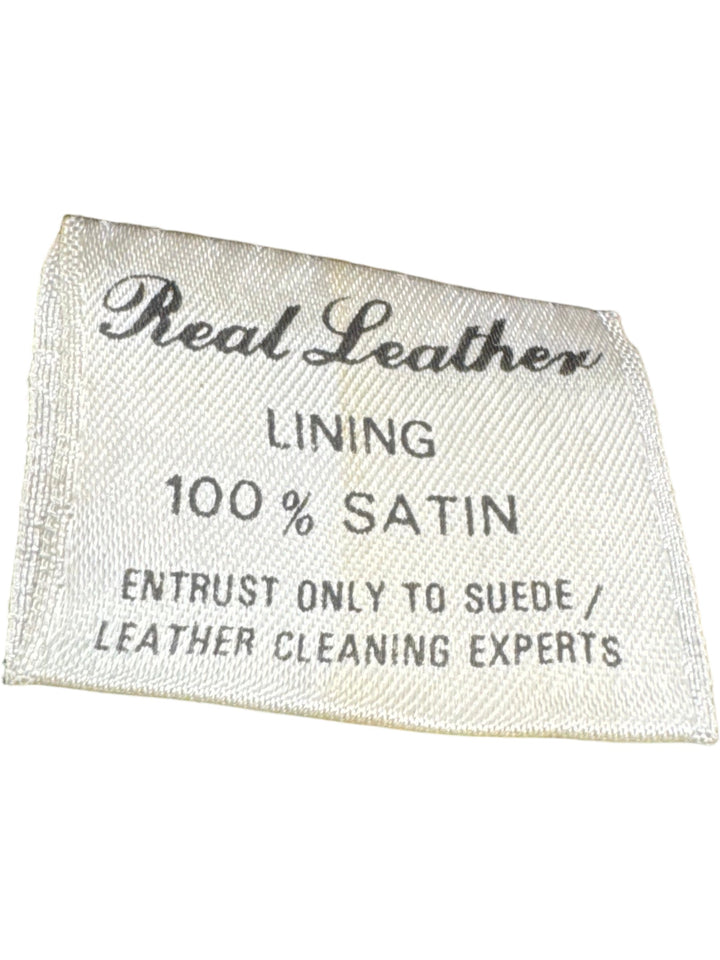 Real Leather
LINING
100% SATIN
ENTRUST ONLY TO SUEDE/
LEATHER CLEANING EXPERTS